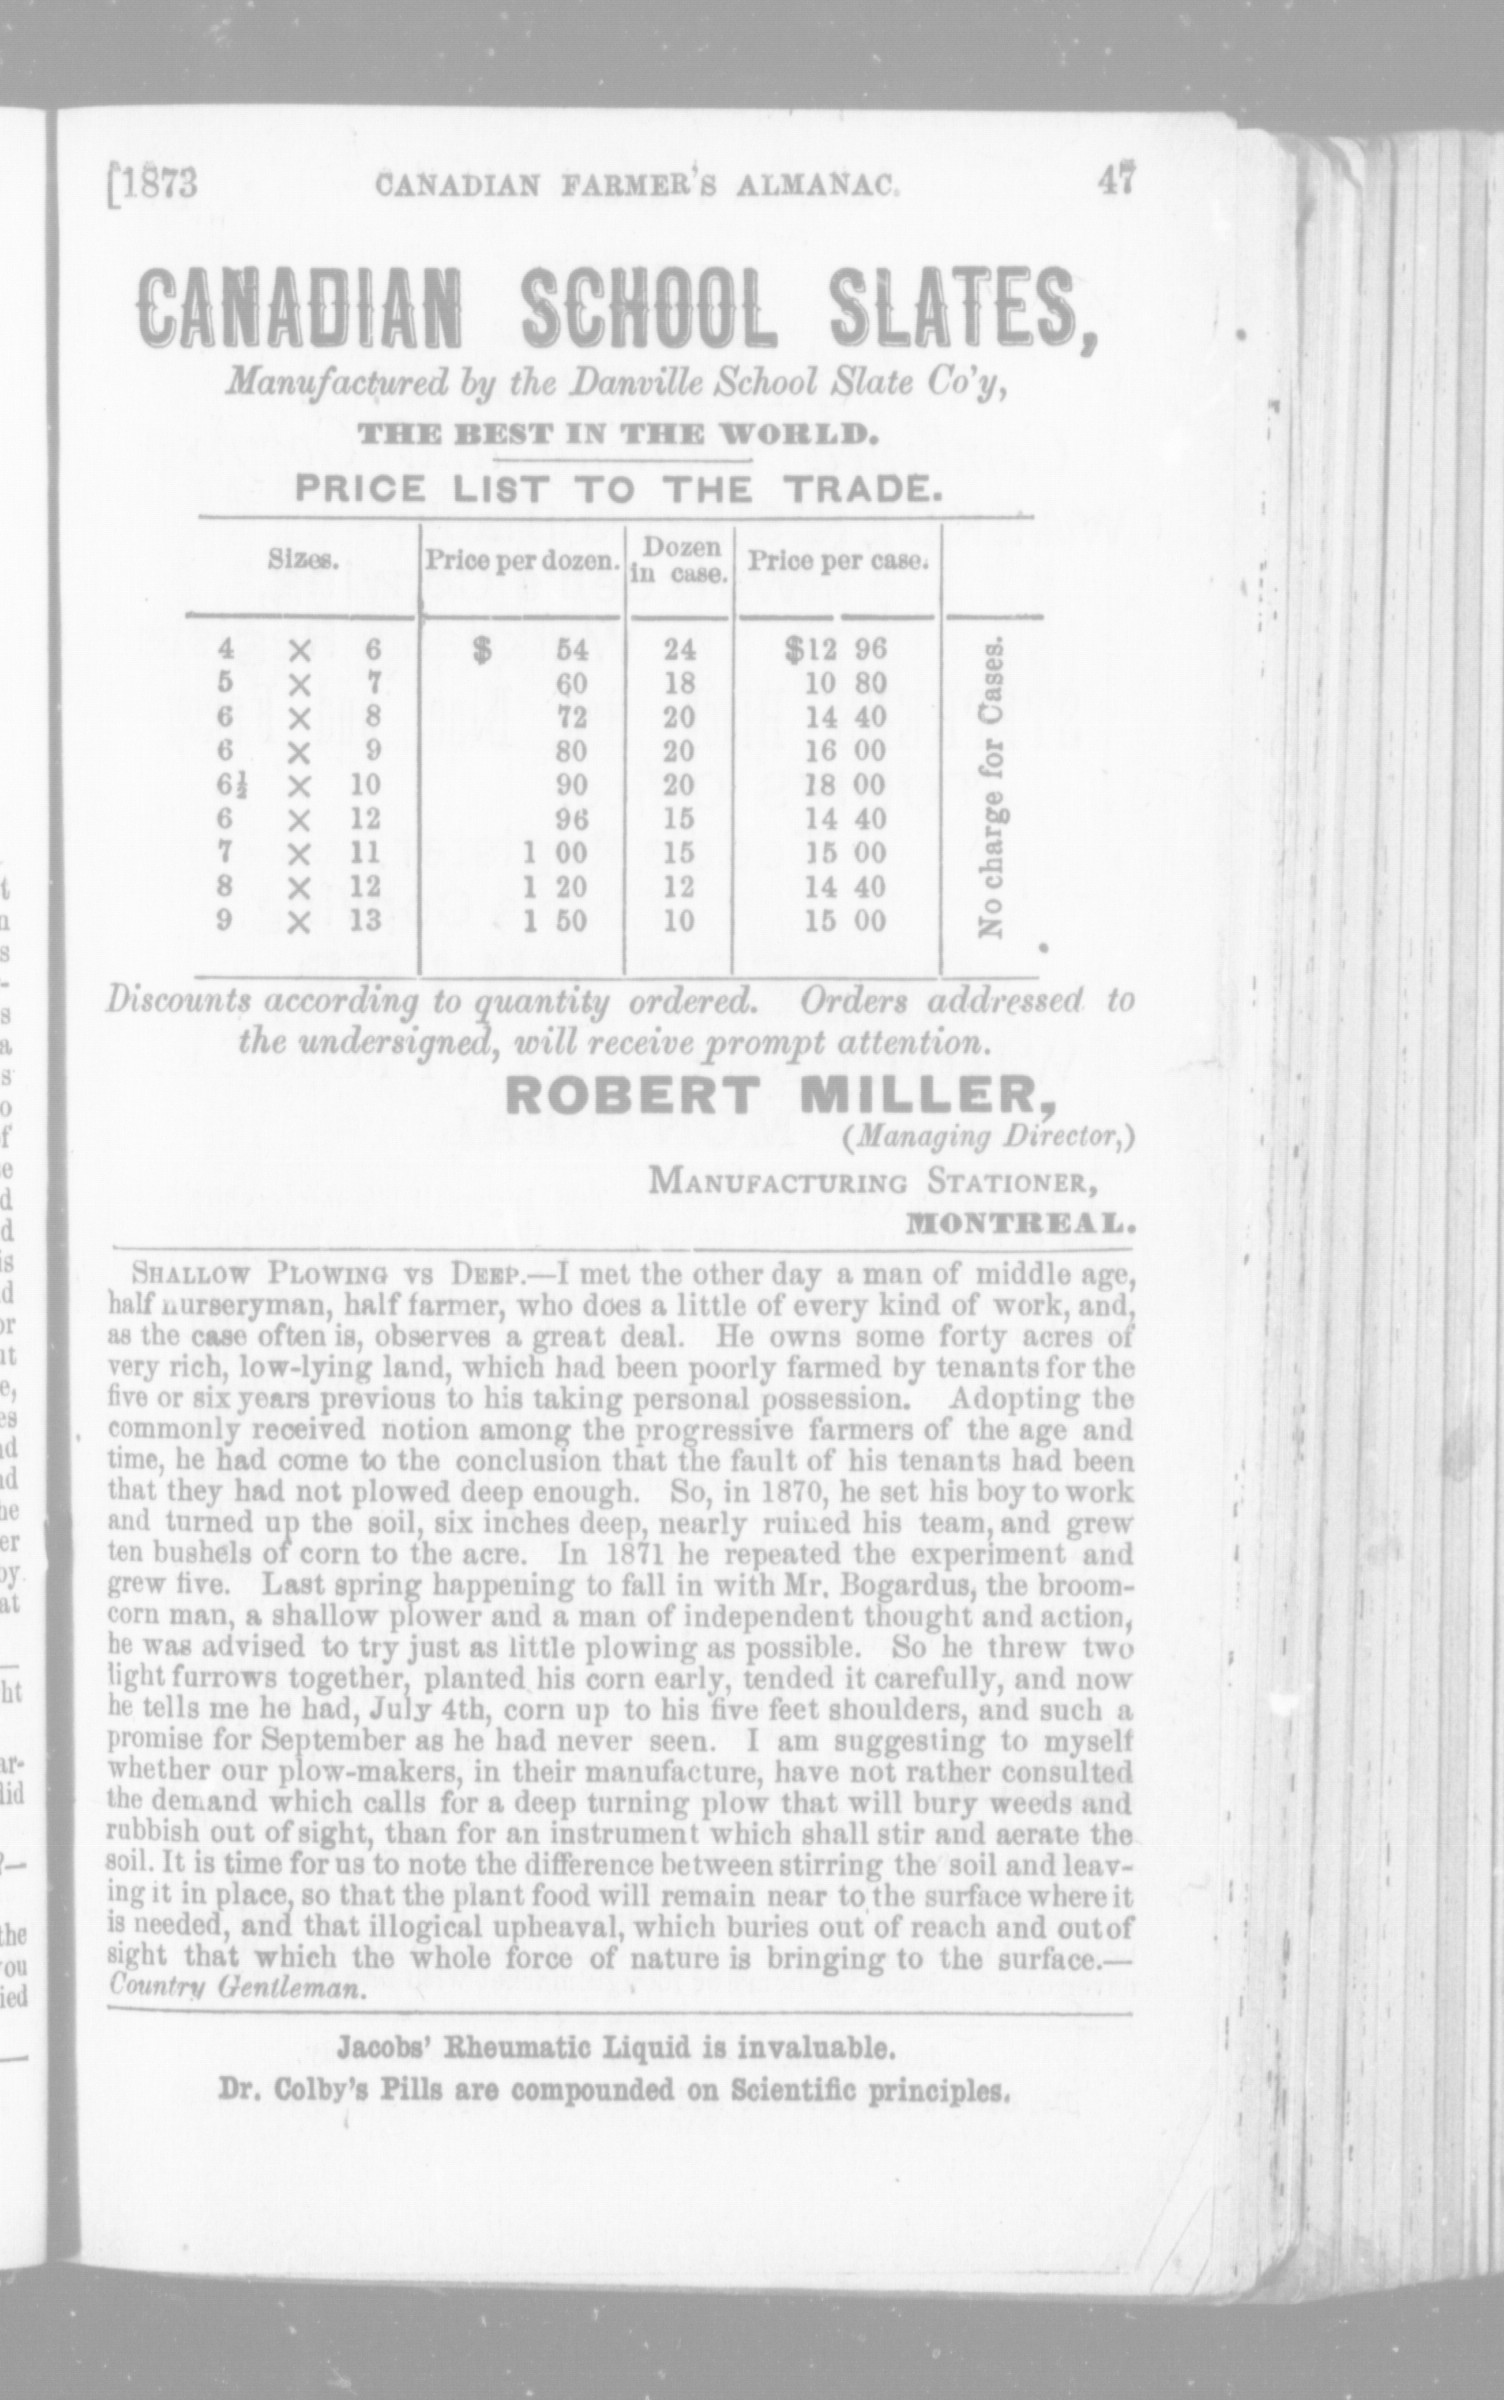 [1873 CANADIAN FARMER'S ALMANAC. 47
CANADIAN SCHOOL SLATES,
Manufactured by the Danville School Slate Co'y,
THE BEST IN THE WORLD.
PRICE LIST TO THE TRADE.
Sizes. Price per dozen. Dozen in case. Price per case.
4 × 6 $ 54 24 $12 96
5 × 7 60 18 10 80
6 × 8 72 20 14 40
6 × 9 80 20 16 00
6½ × 10 90 20 18 00
6 × 12 96 15 14 40
7 × 11 1 00 15 15 00
8 × 12 1 20 12 14 40
9 × 13 1 50 10 15 00
No charge for Cases.
Discounts according to quantity ordered. Orders addressed to
the undersigned, will receive prompt attention.
ROBERT MILLER,
(Managing Director,)
MANUFACTURING STATIONER,
MONTREAL.
SHALLOW PLOWING VS DEEP.—I met the other day a man of middle age,
half nurseryman, half farmer, who does a little of every kind of work, and,
as the case often is, observes a great deal. He owns some forty acres of
very rich, low-lying land, which had been poorly farmed by tenants for the
five or six years previous to his taking personal possession. Adopting the
commonly received notion among the progressive farmers of the age and
time, he had come to the conclusion that the fault of his tenants had been
that they had not plowed deep enough. So, in 1870, he set his boy to work
and turned up the soil, six inches deep, nearly ruined his team, and grew
ten bushels of corn to the acre. In 1871 he repeated the experiment and
grew five. Last spring happening to fall in with Mr. Bogardus, the broom-
corn man, a shallow plower and a man of independent thought and action,
he was advised to try just as little plowing as possible. So he threw two
light furrows together, planted his corn early, tended it carefully, and now
he tells me he had, July 4th, corn up to his five feet shoulders, and such a
promise for September as he had never seen. I am suggesting to myself
whether our plow-makers, in their manufacture, have not rather consulted
the demand which calls for a deep turning plow that will bury weeds and
rubbish out of sight, than for an instrument which shall stir and aerate the
soil. It is time for us to note the difference between stirring the soil and leav-
ing it in place, so that the plant food will remain near to the surface where it
is needed, and that illogical upheaval, which buries out of reach and out of
sight that which the whole force of nature is bringing to the surface.—
Country Gentleman.
Jacobs' Rheumatic Liquid is invaluable.
Dr. Colby's Pills are compounded on Scientific principles.